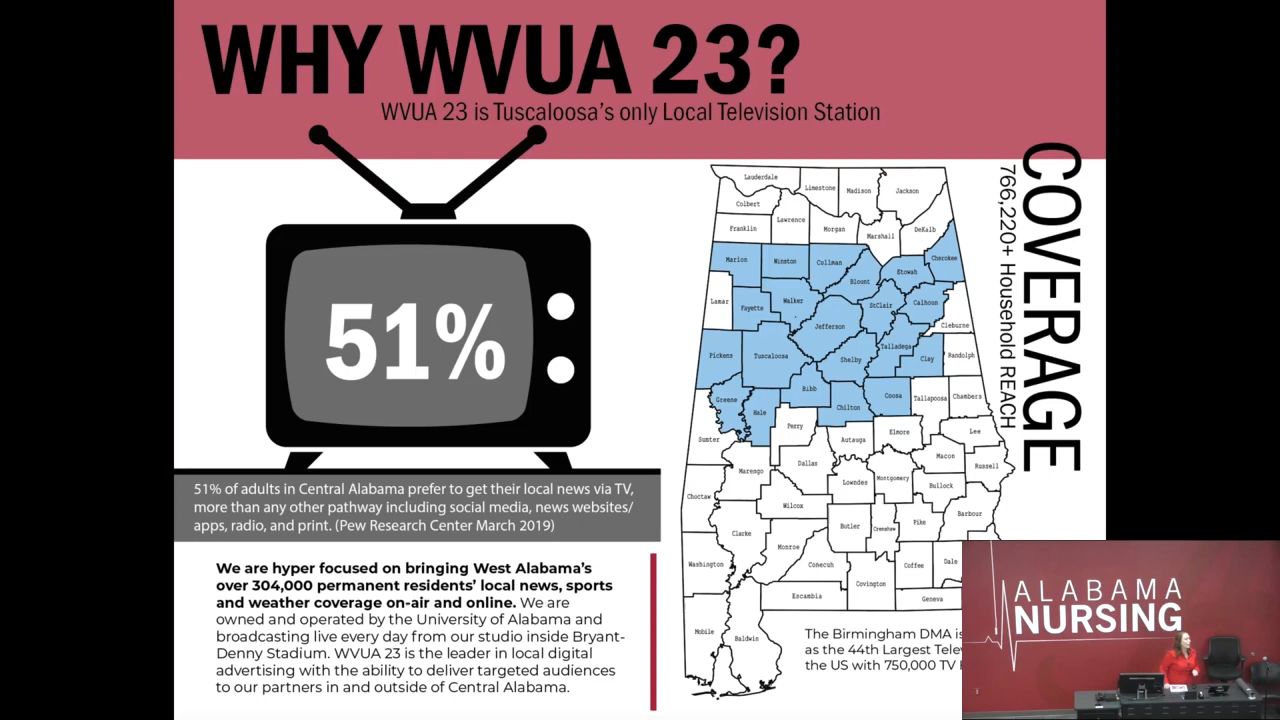 WHY WVUA 23?
WVUA 23 is Tuscaloosa's only Local Television Station
51%
51% of adults in Central Alabama prefer to get their local news via TV,
more than any other pathway including social media, news websites/
apps, radio, and print. (Pew Research Center March 2019)
We are hyper focused on bringing West Alabama's
over 304,000 permanent residents' local news, sports
and weather coverage on-air and online. We are
owned and operated by the University of Alabama and
broadcasting live every day from our studio inside Bryant-
Denny Stadium. WVUA 23 is the leader in local digital
advertising with the ability to deliver targeted audiences
to our partners in and outside of Central Alabama.
COVERAGE
766,220+ Household REACH
Lauderdale
Limestone
Madison
Jackson
Colbert
Lawrence
Franklin
Morgan
Marshall
DeKalb
Marion
Winston
Cullman
Blount
Etowah
Cherokee
Lamar
Fayette
Walker
Jefferson
StClair
Calhoun
Cleburne
Pickens
Tuscaloosa
Shelby
Talladega
Clay
Randolph
Greene
Hale
Bibb
Chilton
Coosa
Tallapoosa
Chambers
Sumter
Perry
Autauga
Elmore
Lee
Marengo
Dallas
Macon
Russell
Choctaw
Wilcox
Lowndes
Montgomery
Bullock
Clarke
Butler
Crenshaw
Pike
Barbour
Washington
Monroe
Conecuh
Covington
Coffee
Dale
Escambia
Geneva
Mobile
Baldwin
The Birmingham DMA is
as the 44th Largest Tele
the US with 750,000 TV
ALABAMA
NURSING